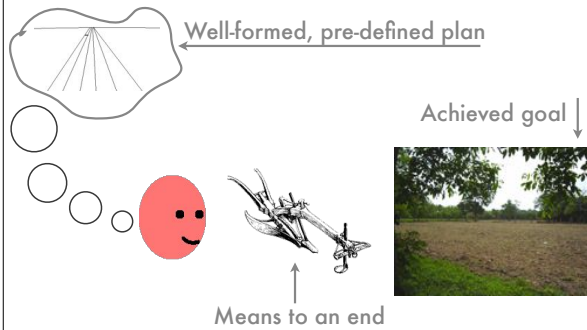 Well-formed, pre-defined plan
Achieved goal
Means to an end